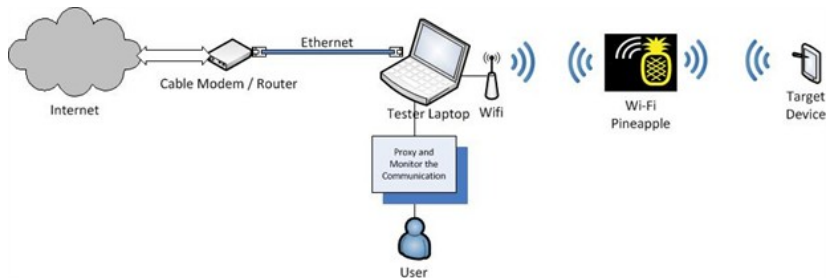 Internet
Cable Modem / Router
Ethernet
Tester Laptop
Wifi
Wi-Fi
Pineapple
Target
Device
Proxy and
Monitor the
Communication
User